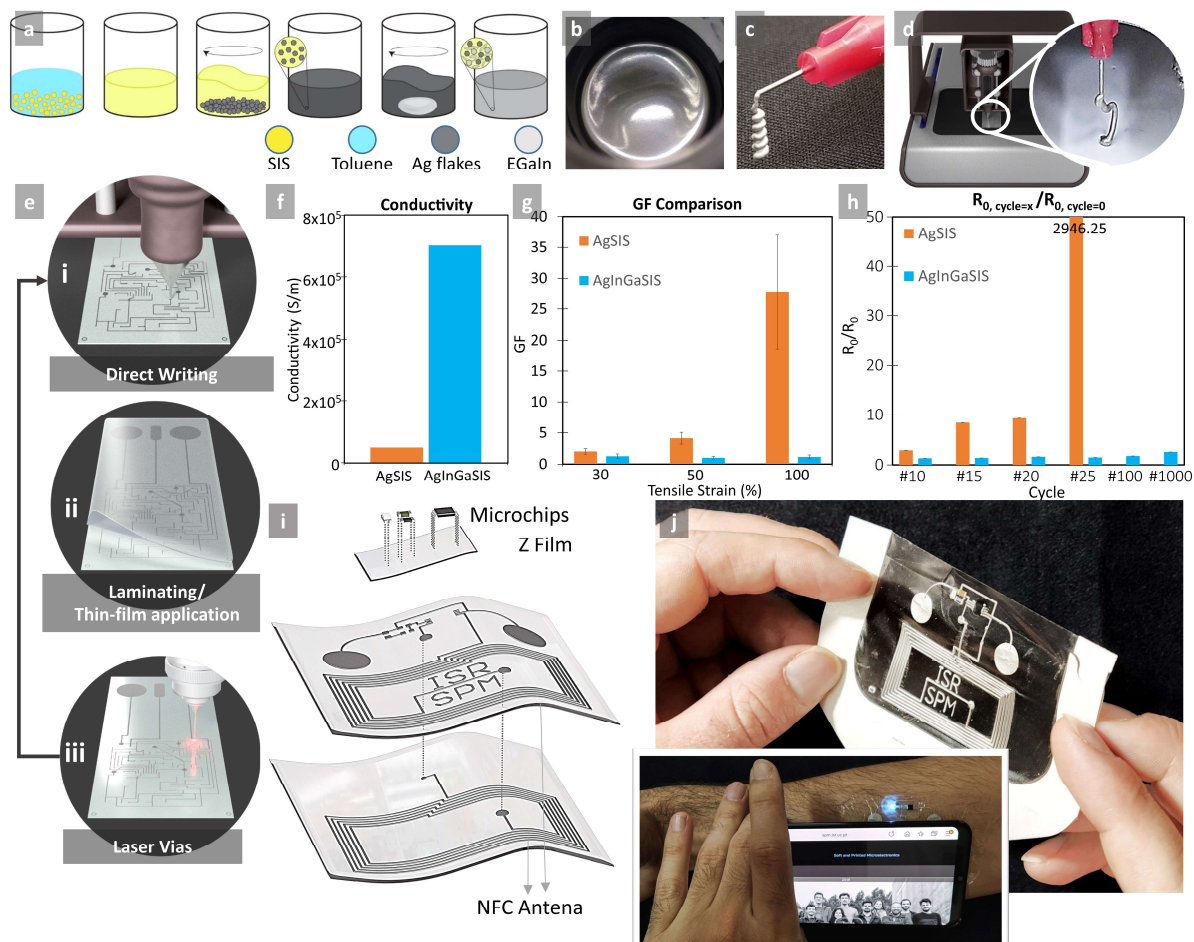 a
SIS
Toluene
Ag flakes
EGaIn
b
c
d
e
i
Direct Writing
ii
Laminating/
Thin-film application
iii
Laser Vias
f
Conductivity
Conductivity (S/m)
8x10⁵
6x10⁵
4x10⁵
2x10⁵
0
AgSIS
AgInGaSIS
g
GF Comparison
GF
40
35
30
25
20
15
10
5
0
AgSIS
AgInGaSIS
30
50
100
Tensile Strain (%)
h
R0, cycle=x/R0, cycle=0
R0/R0
50
40
30
20
10
0
2946.25
AgSIS
AgInGaSIS
#10
#15
#20
#25
#100
#1000
Cycle
i
Microchips
Z Film
ISR
SPM
NFC Antena
j
ISR
SPM
Soft and Printed Microelectronics